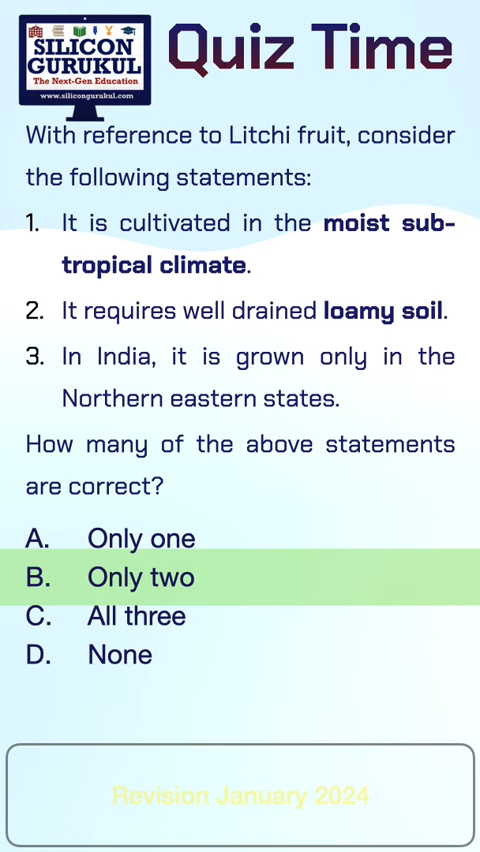 SILICON
GURUKUL
The Next-Gen Education
www.silicongurukul.com
Quiz Time
With reference to Litchi fruit, consider
the following statements:
1. It is cultivated in the moist sub-
tropical climate.
2. It requires well drained loamy soil.
3. In India, it is grown only in the
Northern eastern states.
How many of the above statements
are correct?
A. Only one
B. Only two
C. All three
D. None
Revision January 2024